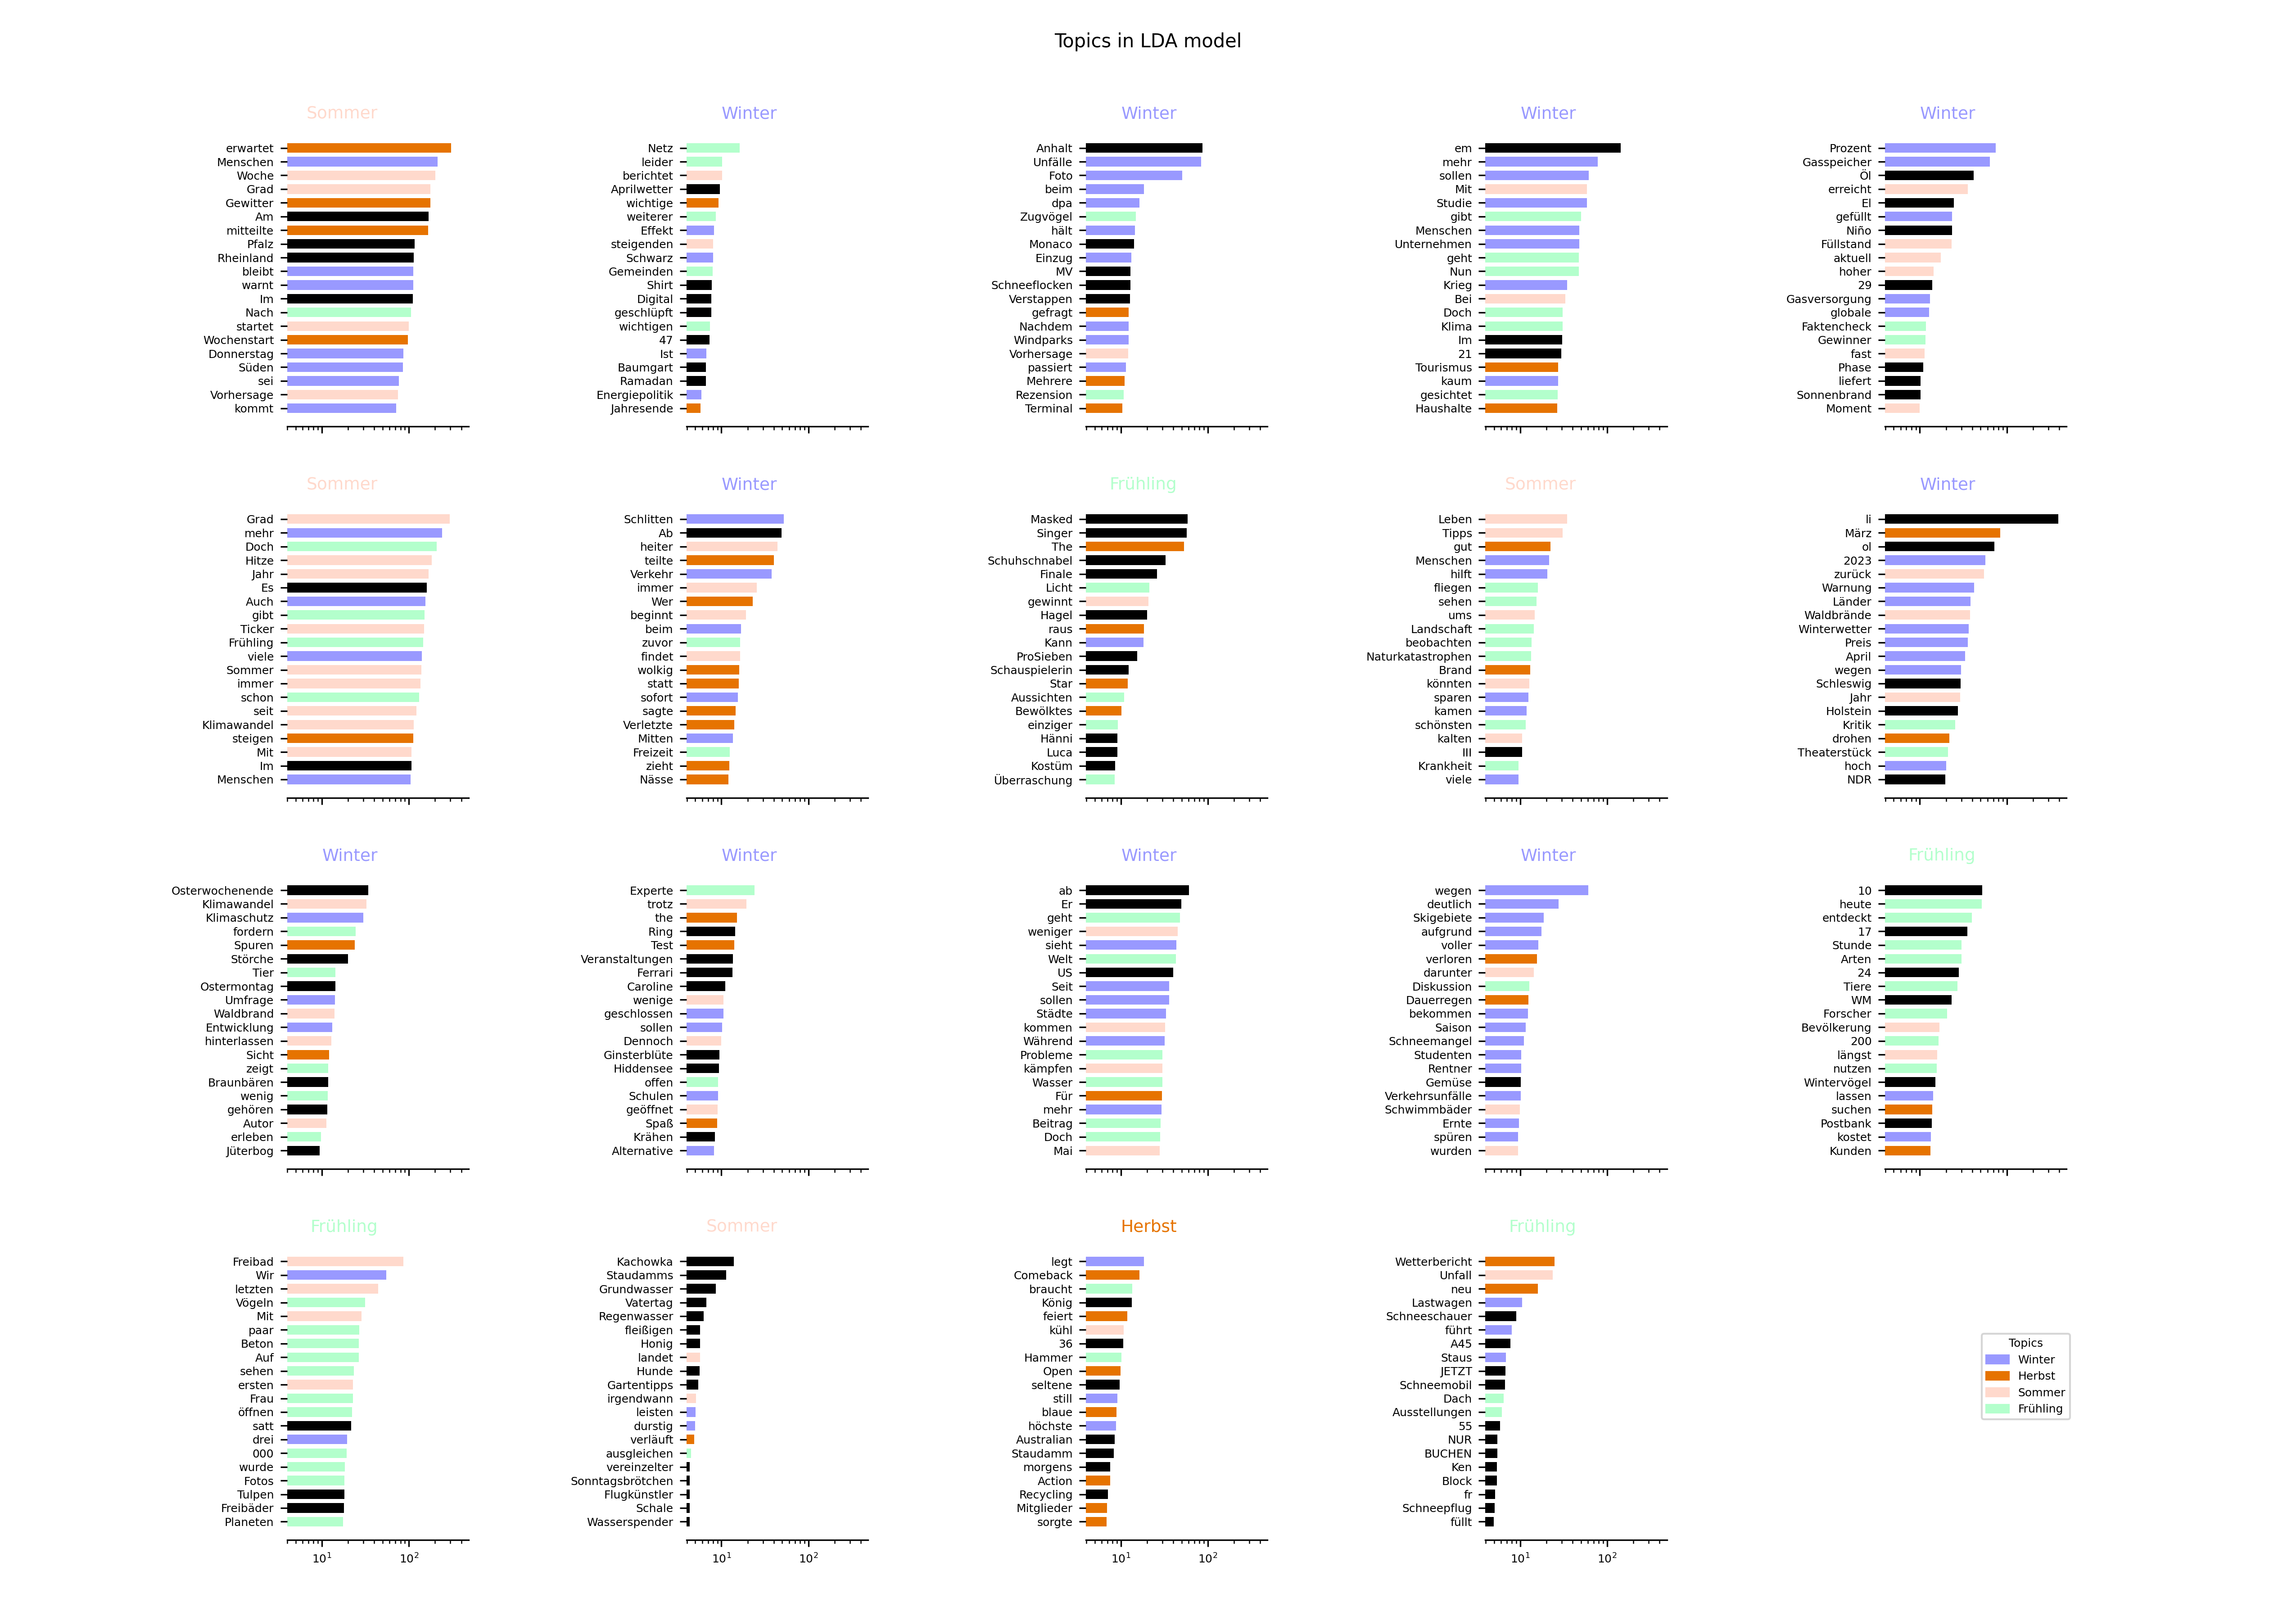 Topics in LDA model
Sommer
erwartet
Menschen
Woche
Grad
Gewitter
Am
mitteilte
Pfalz
Rheinland
bleibt
warnt
Im
Nach
startet
Wochenstart
Donnerstag
Süden
sei
Vorhersage
kommt
Winter
Netz
leider
berichtet
Aprilwetter
wichtige
weiterer
Effekt
steigenden
Schwarz
Gemeinden
Shirt
Digital
geschlüpft
wichtigen
47
Ist
Baumgart
Ramadan
Energiepolitik
Jahresende
Winter
Anhalt
Unfälle
Foto
beim
dpa
Zugvögel
hält
Monaco
Einzug
MV
Schneeflocken
Verstappen
gefragt
Nachdem
Windparks
Vorhersage
passiert
Mehrere
Rezension
Terminal
Winter
em
mehr
sollen
Mit
Studie
gibt
Menschen
Unternehmen
geht
Nun
Krieg
Bei
Doch
Klima
Im
21
Tourismus
kaum
gesichtet
Haushalte
Winter
Prozent
Gasspeicher
Öl
erreicht
El
gefüllt
Niño
Füllstand
aktuell
hoher
29
Gasversorgung
globale
Faktencheck
Gewinner
fast
Phase
liefert
Sonnenbrand
Moment
Sommer
Grad
mehr
Doch
Hitze
Jahr
Es
Auch
gibt
Ticker
Frühling
viele
Sommer
immer
schon
seit
Klimawandel
steigen
Mit
Im
Menschen
Winter
Schlitten
Ab
heiter
teilte
Verkehr
immer
Wer
beginnt
beim
zuvor
findet
wolkig
statt
sofort
sagte
Verletzte
Mitten
Freizeit
zieht
Nässe
Frühling
Masked
Singer
The
Schuhschnabel
Finale
Licht
gewinnt
Hagel
raus
Kann
ProSieben
Schauspielerin
Star
Aussichten
Bewölktes
einziger
Hänni
Luca
Kostüm
Überraschung
Sommer
Leben
Tipps
gut
Menschen
hilft
fliegen
sehen
ums
Landschaft
beobachten
Naturkatastrophen
Brand
könnten
sparen
kamen
schönsten
kalten
III
Krankheit
viele
Winter
li
März
ol
2023
zurück
Warnung
Länder
Waldbrände
Winterwetter
Preis
April
wegen
Schleswig
Jahr
Holstein
Kritik
drohen
Theaterstück
hoch
NDR
Winter
Osterwochenende
Klimawandel
Klimaschutz
fordern
Spuren
Störche
Tier
Ostermontag
Umfrage
Waldbrand
Entwicklung
hinterlassen
Sicht
zeigt
Braunbären
wenig
gehören
Autor
erleben
Jüterbog
Winter
Experte
trotz
the
Ring
Test
Veranstaltungen
Ferrari
Caroline
wenige
geschlossen
sollen
Dennoch
Ginsterblüte
Hiddensee
offen
Schulen
geöffnet
Spaß
Krähen
Alternative
Winter
ab
Er
geht
weniger
sieht
Welt
US
Seit
sollen
Städte
kommen
Während
Probleme
kämpfen
Wasser
Für
mehr
Beitrag
Doch
Mai
Winter
wegen
deutlich
Skigebiete
aufgrund
voller
verloren
darunter
Diskussion
Dauerregen
bekommen
Saison
Schneemangel
Studenten
Rentner
Gemüse
Verkehrsunfälle
Schwimmbäder
Ernte
spüren
wurden
Frühling
10
heute
entdeckt
17
Stunde
Arten
24
Tiere
WM
Forscher
Bevölkerung
200
längst
nutzen
Wintervögel
lassen
suchen
Postbank
kostet
Kunden
Frühling
Freibad
Wir
letzten
Vögeln
Mit
paar
Beton
Auf
sehen
ersten
Frau
öffnen
satt
drei
000
wurde
Fotos
Tulpen
Freibäder
Planeten
10¹ 10²
Sommer
Kachowka
Staudamms
Grundwasser
Vatertag
Regenwasser
fleißigen
Honig
landet
Hunde
Gartentipps
irgendwann
leisten
durstig
verläuft
ausgleichen
vereinzelter
Sonntagsbrötchen
Flugkünstler
Schale
Wasserspender
10¹ 10²
Herbst
legt
Comeback
braucht
König
feiert
kühl
36
Hammer
Open
seltene
still
blaue
höchste
Australian
Staudamm
morgens
Action
Recycling
Mitglieder
sorgte
10¹ 10²
Frühling
Wetterbericht
Unfall
neu
Lastwagen
Schneeschauer
führt
A45
Staus
JETZT
Schneemobil
Dach
Ausstellungen
55
NUR
BUCHEN
Ken
Block
fr
Schneepflug
füllt
10¹ 10²
Topics
Winter
Herbst
Sommer
Frühling